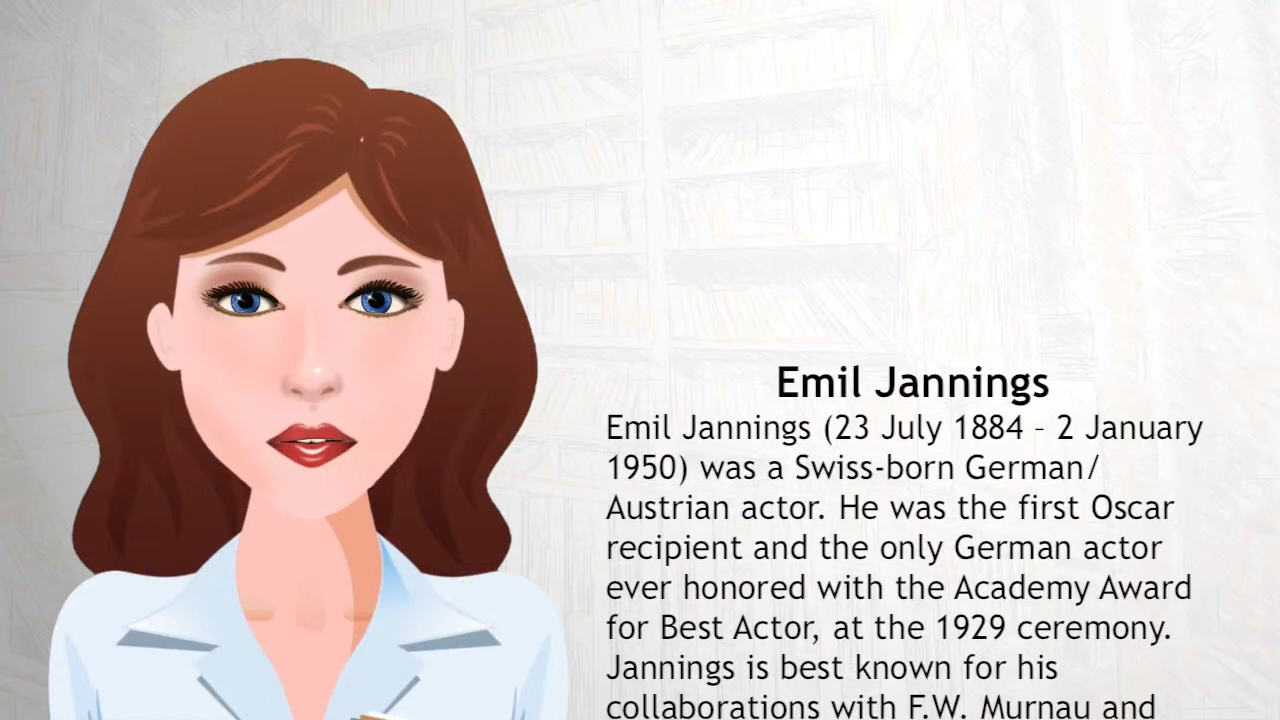 Emil Jannings
Emil Jannings (23 July 1884 – 2 January
1950) was a Swiss-born German/
Austrian actor. He was the first Oscar
recipient and the only German actor
ever honored with the Academy Award
for Best Actor, at the 1929 ceremony.
Jannings is best known for his
collaborations with F.W. Murnau and